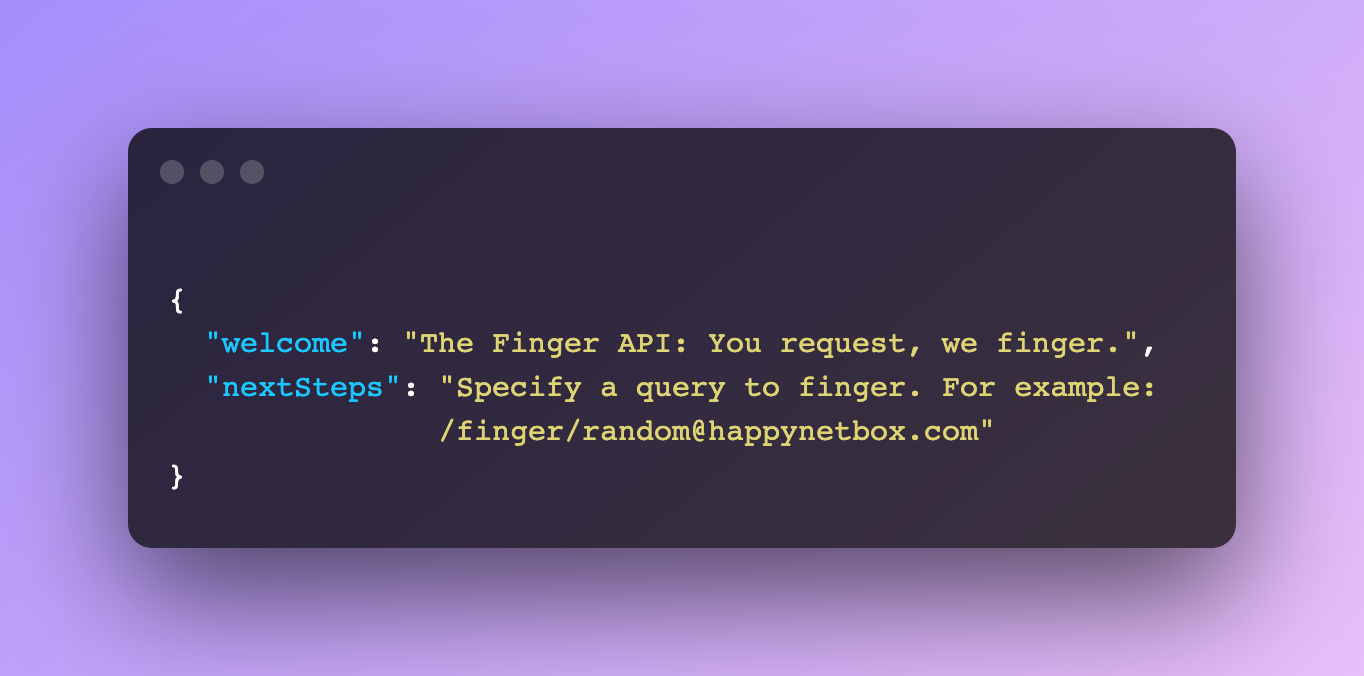 {
"welcome": "The Finger API: You request, we finger.",
"nextSteps": "Specify a query to finger. For example:
/finger/random@happynetbox.com"
}